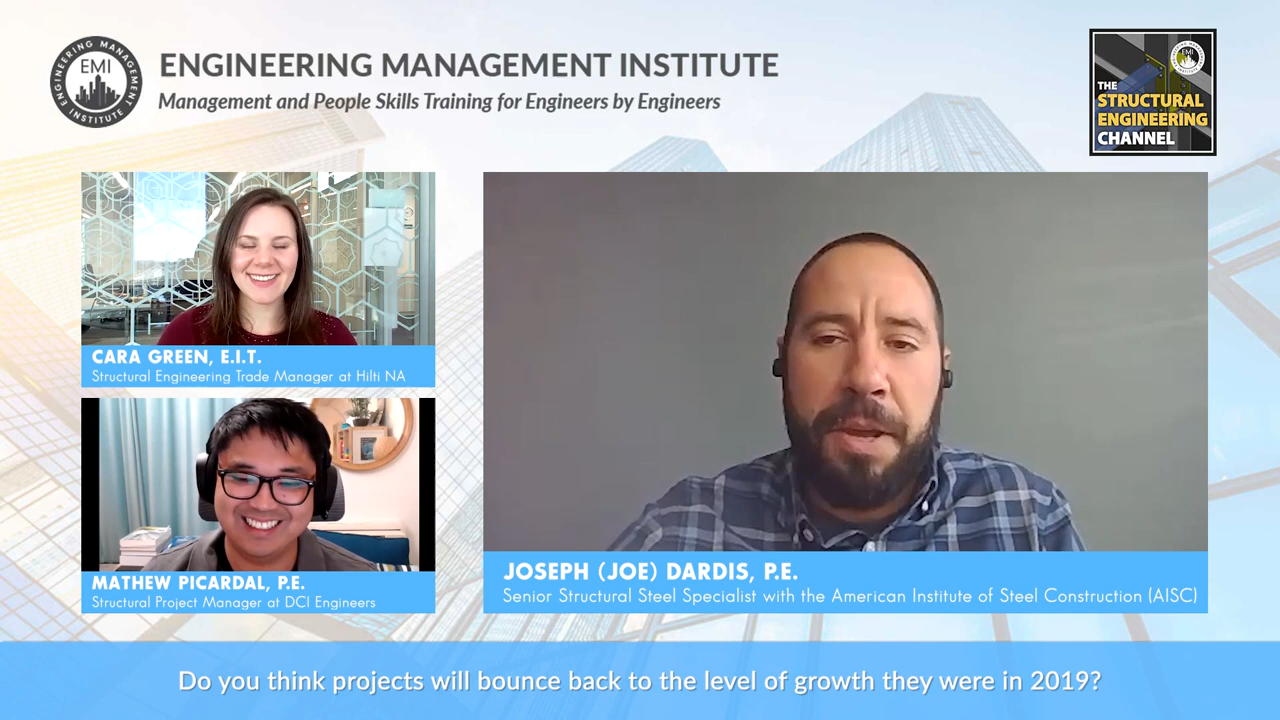 ENGINEERING MANAGEMENT INSTITUTE
EMI
ENGINEERING MANAGEMENT INSTITUTE
Management and People Skills Training for Engineers by Engineers
EMI
THE
STRUCTURAL
ENGINEERING
CHANNEL
CARA GREEN, E.I.T.
Structural Engineering Trade Manager at Hilti NA
MATHEW PICARDAL, P.E.
Structural Project Manager at DCI Engineers
JOSEPH (JOE) DARDIS, P.E.
Senior Structural Steel Specialist with the American Institute of Steel Construction (AISC)
Do you think projects will bounce back to the level of growth they were in 2019?